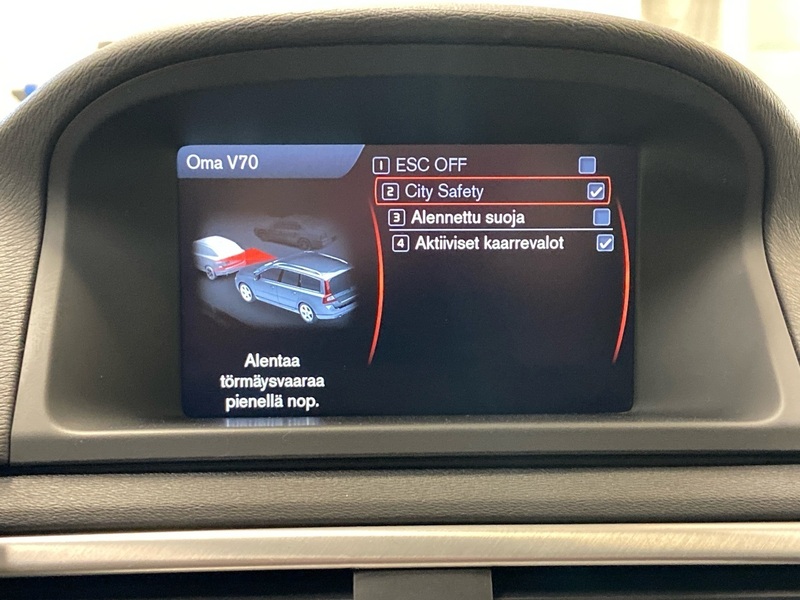 Oma V70
1 ESC OFF
2 City Safety
3 Alennettu suoja
4 Aktiiviset kaarrevalot
Alentaa
törmäysvaaraa
pienellä nop.